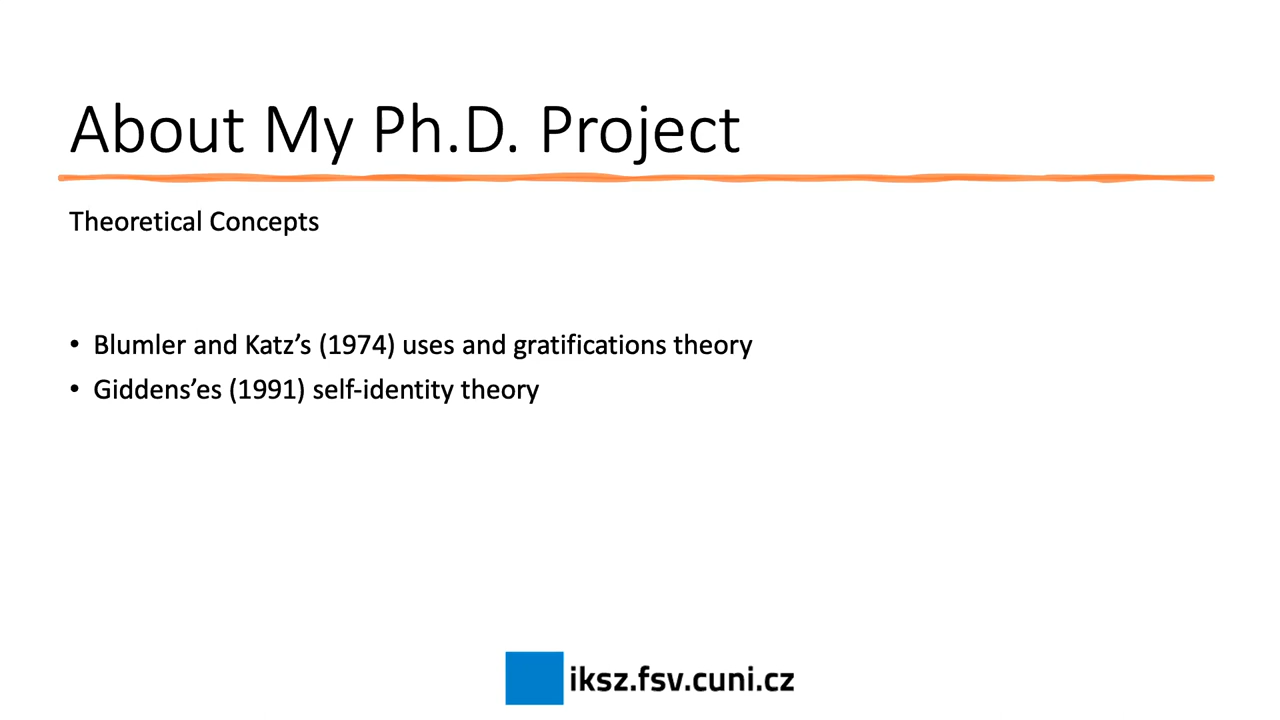 About My Ph.D. Project
Theoretical Concepts
• Blumler and Katz’s (1974) uses and gratifications theory
• Giddens’es (1991) self-identity theory
iksz.fsv.cuni.cz